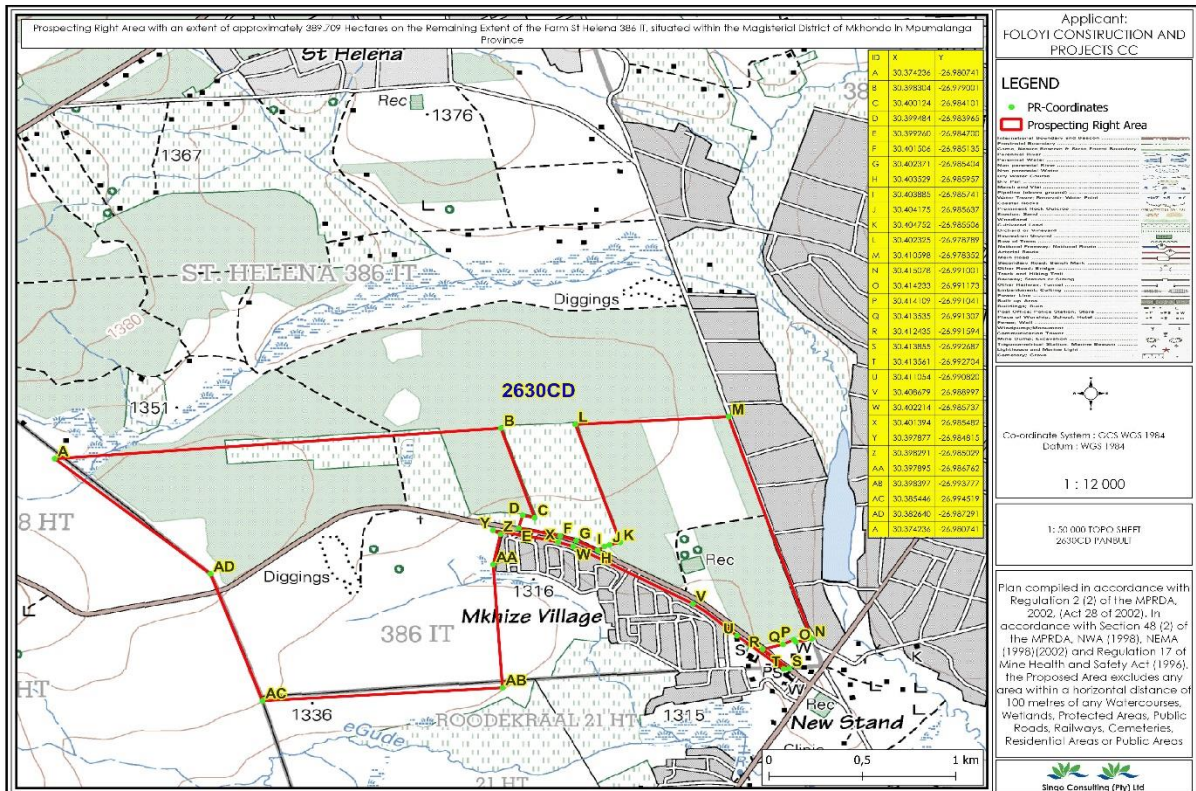 Prospecting Right Area with an extent of approximately 389.709 Hectares on the Remaining Extent of the Farm St Helena 386 IT, situated within the Magisterial District of Mkhondo in Mpumalanga
Province
St Helena
Rec
1376
1367
ST. HELENA 386 IT
Diggings
1380
1351
2630CD
A
B
L
M
D
C
Y
Z
E
X
F
G
W
I
H
J
K
AA
AD
8 HT
Diggings
1316
Mkhize Village
386 IT
Rec
V
U
R
Q
P
O
N
S
W
T
S
PS
W
AC
AB
1336
HT
ROODEKRAAL 21 HT
1315
New Stand
Rec
eGude
Clinic
21 HT
0 0,5 1 km
ID X Y
A 30.374236 -26.980741
B 30.398304 -26.979001
C 30.400124 -26.984101
D 30.399484 -26.983965
E 30.399260 -26.984700
F 30.401506 -26.985135
G 30.402371 -26.985404
H 30.403529 -26.985957
I 30.403885 -26.985741
J 30.404175 -26.985637
K 30.404752 -26.985506
L 30.402325 -26.978789
M 30.410598 -26.978352
N 30.415078 -26.991001
O 30.414233 -26.991173
P 30.414109 -26.991041
Q 30.413535 -26.991307
R 30.412435 -26.991594
S 30.413855 -26.992687
T 30.413561 -26.992704
U 30.411054 -26.990820
V 30.408679 -26.988997
W 30.402214 -26.985737
X 30.401394 -26.985482
Y 30.397877 -26.984815
Z 30.398291 -26.985029
AA 30.397895 -26.986762
AB 30.398397 -26.993777
AC 30.385446 -26.994519
AD 30.382640 -26.987291
A 30.374236 -26.980741
Applicant:
FOLOYI CONSTRUCTION AND
PROJECTS CC
LEGEND
PR-Coordinates
Prospecting Right Area
Co-ordinate System : GCS WGS 1984
Datum : WGS 1984
1 : 12 000
1: 50 000 TOPO SHEET
2630CD PANBULT
Plan compiled in accordance with
Regulation 2 (2) of the MPRDA,
2002, (Act 28 of 2002). In
accordance with Section 48 (2) of
the MPRDA, NWA (1998), NEMA
(1998)(2002) and Regulation 17 of
Mine Health and Safety Act (1996),
the Proposed Area excludes any
area within a horizontal distance of
100 metres of any Watercourses,
Wetlands, Protected Areas, Public
Roads, Railways, Cemeteries,
Residential Areas or Public Areas
Singo Consulting (Pty) Ltd